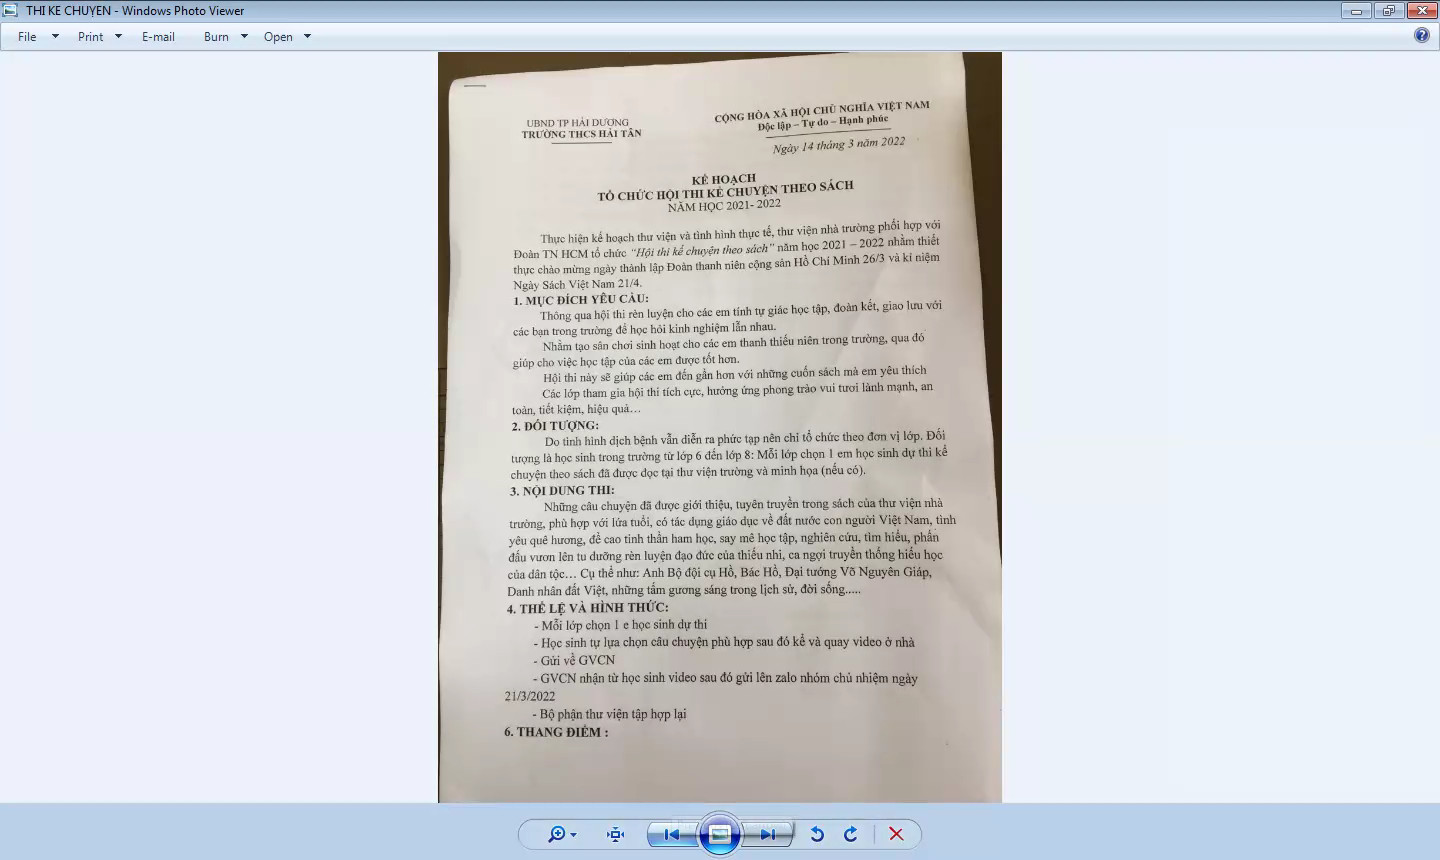 THI KE CHUYEN - Windows Photo Viewer
File Print E-mail Burn Open
UBND TP HẢI DƯƠNG
TRƯỜNG THCS HẢI TÂN
CỘNG HÒA XÃ HỘI CHỦ NGHĨA VIỆT NAM
Độc lập – Tự do – Hạnh phúc
Ngày 14 tháng 3 năm 2022
KẾ HOẠCH
TỔ CHỨC HỘI THI KỂ CHUYỆN THEO SÁCH
NĂM HỌC 2021- 2022
Thực hiện kế hoạch thư viện và tình hình thực tế, thư viện nhà trường phối hợp với
Đoàn TN HCM tổ chức “Hội thi kể chuyện theo sách” năm học 2021 – 2022 nhằm thiết
thực chào mừng ngày thành lập Đoàn thanh niên cộng sản Hồ Chí Minh 26/3 và kỉ niệm
Ngày Sách Việt Nam 21/4.
1. MỤC ĐÍCH YÊU CẦU:
Thông qua hội thi rèn luyện cho các em tính tự giác học tập, đoàn kết, giao lưu với
các bạn trong trường để học hỏi kinh nghiệm lẫn nhau.
Nhằm tạo sân chơi sinh hoạt cho các em thanh thiếu niên trong trường, qua đó
giúp cho việc học tập của các em được tốt hơn.
Hội thi này sẽ giúp các em đến gần hơn với những cuốn sách mà em yêu thích
Các lớp tham gia hội thi tích cực, hưởng ứng phong trào vui tươi lành mạnh, an
toàn, tiết kiệm, hiệu quả…
2. ĐỐI TƯỢNG:
Do tình hình dịch bệnh vẫn diễn ra phức tạp nên chỉ tổ chức theo đơn vị lớp. Đối
tượng là học sinh trong trường từ lớp 6 đến lớp 8: Mỗi lớp chọn 1 em học sinh dự thi kể
chuyện theo sách đã được đọc tại thư viện trường và minh họa (nếu có).
3. NỘI DUNG THI:
Những câu chuyện đã được giới thiệu, tuyên truyền trong sách của thư viện nhà
trường, phù hợp với lứa tuổi, có tác dụng giáo dục về đất nước con người Việt Nam, tình
yêu quê hương, đề cao tinh thần ham học, say mê học tập, nghiên cứu, tìm hiểu, phấn
đấu vươn lên tu dưỡng rèn luyện đạo đức của thiếu nhi, ca ngợi truyền thống hiếu học
của dân tộc… Cụ thể như: Anh Bộ đội cụ Hồ, Bác Hồ, Đại tướng Võ Nguyên Giáp,
Danh nhân đất Việt, những tấm gương sáng trong lịch sử, đời sống.....
4. THỂ LỆ VÀ HÌNH THỨC:
- Mỗi lớp chọn 1 e học sinh dự thi
- Học sinh tự lựa chọn câu chuyện phù hợp sau đó kể và quay video ở nhà
- Gửi về GVCN
- GVCN nhận từ học sinh video sau đó gửi lên zalo nhóm chủ nhiệm ngày
21/3/2022
- Bộ phận thư viện tập hợp lại
6. THANG ĐIỂM :